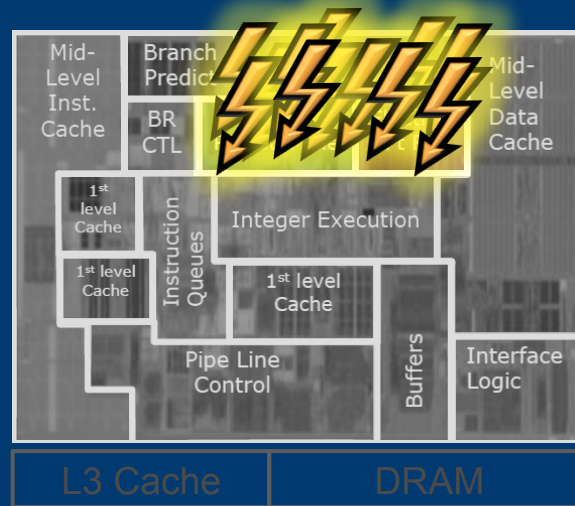 Mid-
Level
Inst.
Cache
Branch
BR
CTL
Mid-
Level
Data
Cache
1st
level
Cache
Instruction
Queues
Integer Execution
1st level
Cache
1st level
Cache
Pipe Line
Control
Buffers
Interface
Logic
L3 Cache
DRAM